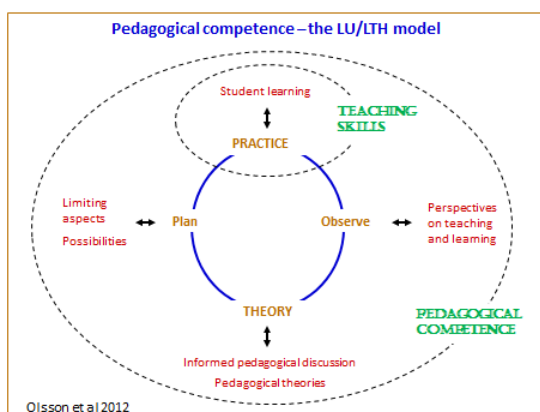 Pedagogical competence – the LU/LTH model
Student learning
TEACHING
SKILLS
PRACTICE
Limiting
aspects
Possibilities
Plan
Observe
Perspectives
on teaching
and learning
THEORY
PEDAGOGICAL
COMPETENCE
Informed pedagogical discussion
Pedagogical theories
Olsson et al 2012